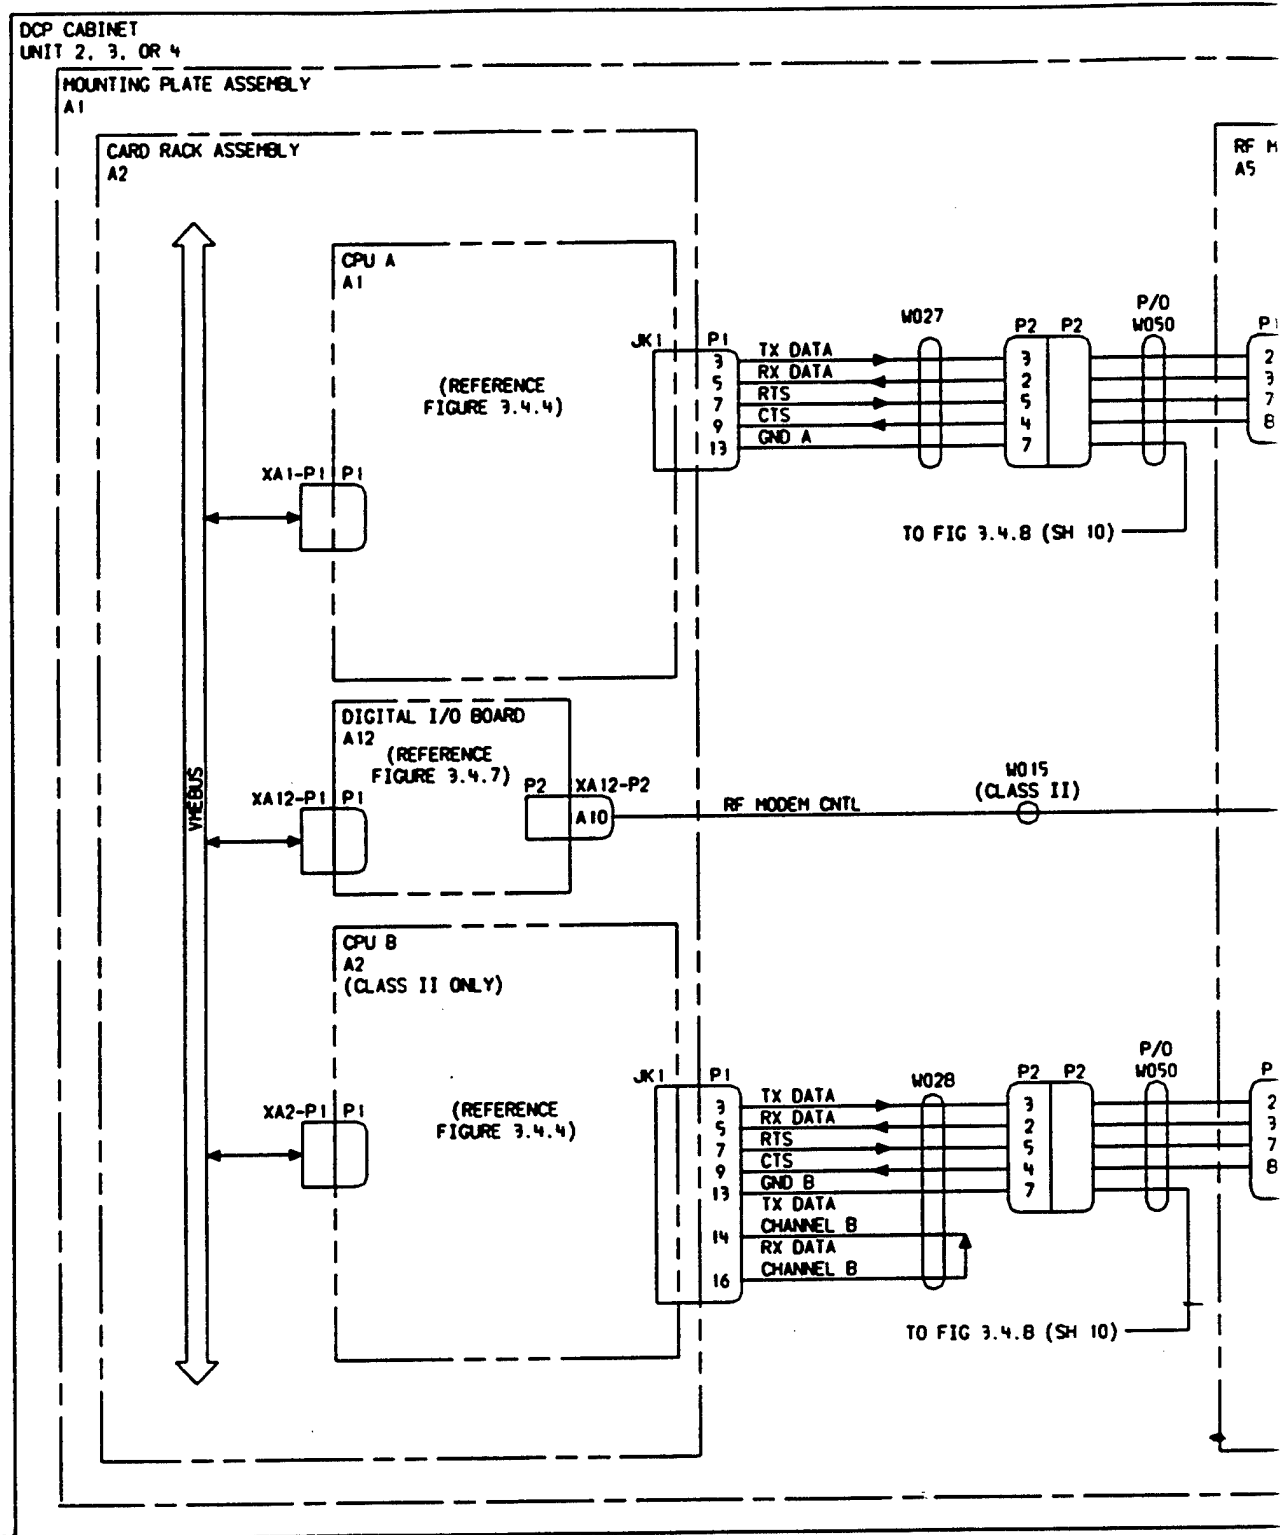 DCP CABINET
UNIT 2, 3, OR 4
MOUNTING PLATE ASSEMBLY
A1
CARD RACK ASSEMBLY
A2
RF M
A5
CPU A
A1
(REFERENCE
FIGURE 3.4.4)
JK1 P1
3 TX DATA
5 RX DATA
7 RTS
9 CTS
13 GND A
W027
P2 P2
3
2
5
4
7
P/O
W050
P1
2
3
7
8
XA1-P1 P1
TO FIG 3.4.8 (SH 10)
VMEBUS
DIGITAL I/O BOARD
A12
(REFERENCE
FIGURE 3.4.7)
XA12-P1 P1
P2 XA12-P2
A10
RF MODEM CNTL
W015
(CLASS II)
CPU B
A2
(CLASS II ONLY)
(REFERENCE
FIGURE 3.4.4)
XA2-P1 P1
JK1 P1
3 TX DATA
5 RX DATA
7 RTS
9 CTS
13 GND B
TX DATA
14 CHANNEL B
RX DATA
16 CHANNEL B
W028
P2 P2
3
2
5
4
7
P/O
W050
P
2
3
7
8
TO FIG 3.4.8 (SH 10)